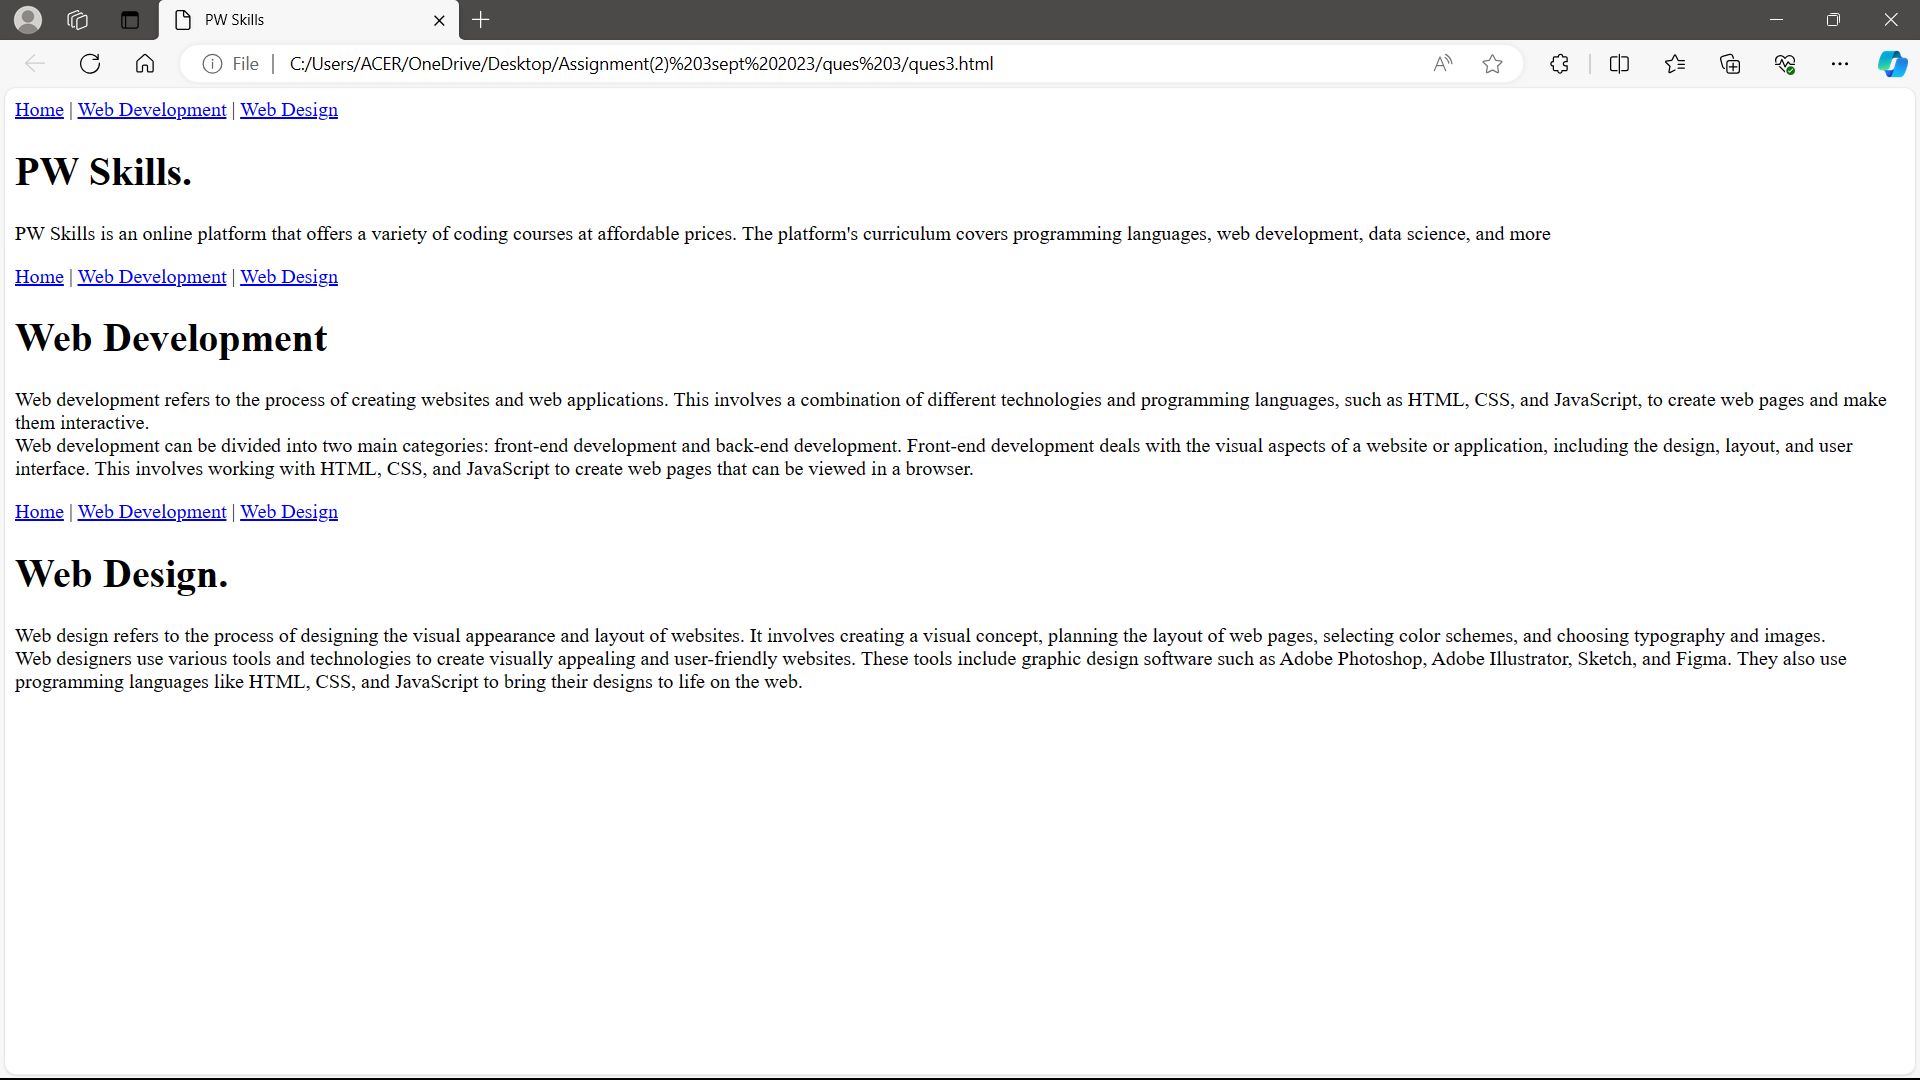 PW Skills
File | C:/Users/ACER/OneDrive/Desktop/Assignment(2)%203sept%202023/ques%203/ques3.html
Home | Web Development | Web Design
PW Skills.
PW Skills is an online platform that offers a variety of coding courses at affordable prices. The platform's curriculum covers programming languages, web development, data science, and more
Home | Web Development | Web Design
Web Development
Web development refers to the process of creating websites and web applications. This involves a combination of different technologies and programming languages, such as HTML, CSS, and JavaScript, to create web pages and make
them interactive.
Web development can be divided into two main categories: front-end development and back-end development. Front-end development deals with the visual aspects of a website or application, including the design, layout, and user
interface. This involves working with HTML, CSS, and JavaScript to create web pages that can be viewed in a browser.
Home | Web Development | Web Design
Web Design.
Web design refers to the process of designing the visual appearance and layout of websites. It involves creating a visual concept, planning the layout of web pages, selecting color schemes, and choosing typography and images.
Web designers use various tools and technologies to create visually appealing and user-friendly websites. These tools include graphic design software such as Adobe Photoshop, Adobe Illustrator, Sketch, and Figma. They also use
programming languages like HTML, CSS, and JavaScript to bring their designs to life on the web.